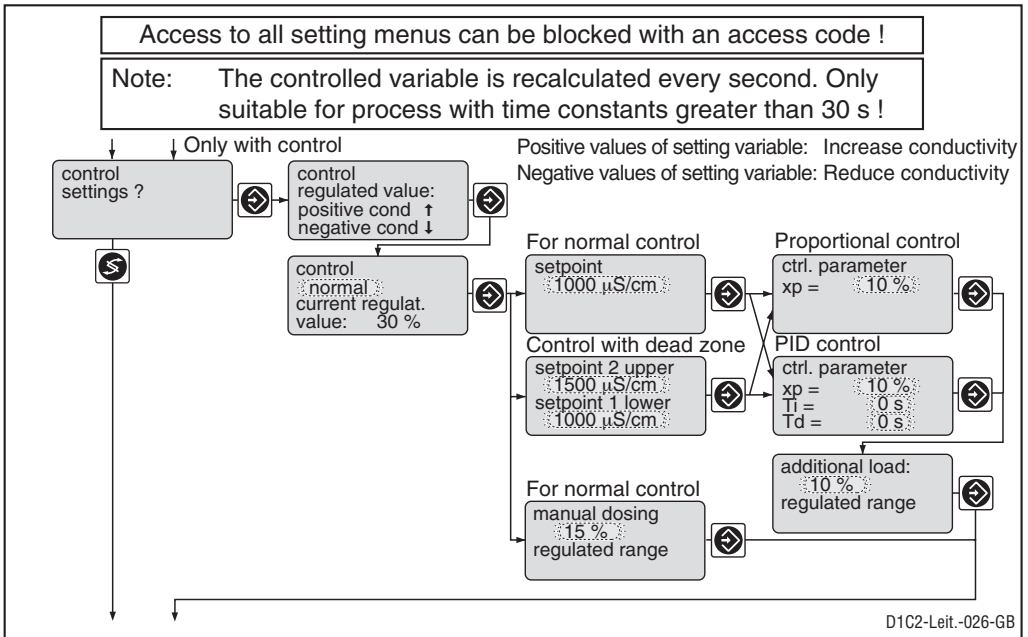 Access to all setting menus can be blocked with an access code !
Note: The controlled variable is recalculated every second. Only
suitable for process with time constants greater than 30 s !
Only with control
Positive values of setting variable: Increase conductivity
Negative values of setting variable: Reduce conductivity
control
settings ?
control
regulated value:
positive cond ↑
negative cond ↓
control
normal
current regulat.
value: 30 %
For normal control
setpoint
1000 µS/cm
Control with dead zone
setpoint 2 upper
1500 µS/cm
setpoint 1 lower
1000 µS/cm
For normal control
manual dosing
15 %
regulated range
Proportional control
ctrl. parameter
xp = 10 %
PID control
ctrl. parameter
xp = 10 %
Ti = 0 s
Td = 0 s
additional load:
10 %
regulated range
D1C2-Leit.-026-GB